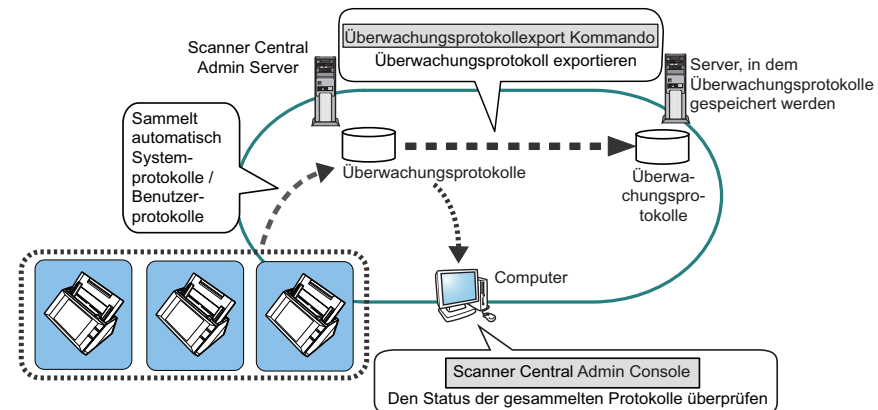 Scanner Central
Admin Server
Überwachungsprotokollexport Kommando
Überwachungsprotokoll exportieren
Server, in dem
Überwachungsprotokolle
gespeichert werden
Sammelt
automatisch
System-
protokolle /
Benutzer-
protokolle
Überwachungsprotokolle
Überwa-
chungspro-
tokolle
Computer
Scanner Central Admin Console
Den Status der gesammelten Protokolle überprüfen